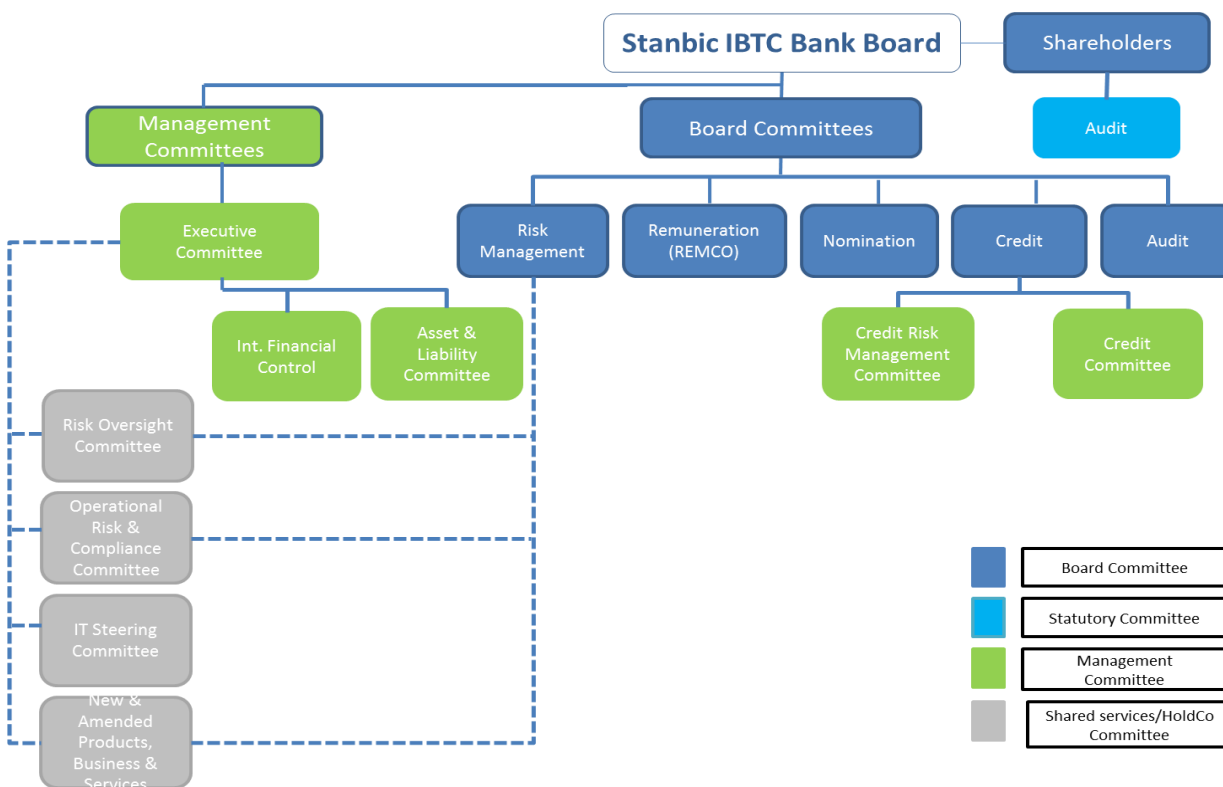 Stanbic IBTC Bank Board
Shareholders
Management
Committees
Board Committees
Audit
Executive
Committee
Risk
Management
Remuneration
(REMCO)
Nomination
Credit
Audit
Int. Financial
Control
Asset &
Liability
Committee
Credit Risk
Management
Committee
Credit
Committee
Risk Oversight
Committee
Operational
Risk &
Compliance
Committee
IT Steering
Committee
New &
Amended
Products,
Business &
Services
Board Committee
Statutory Committee
Management
Committee
Shared services/HoldCo
Committee